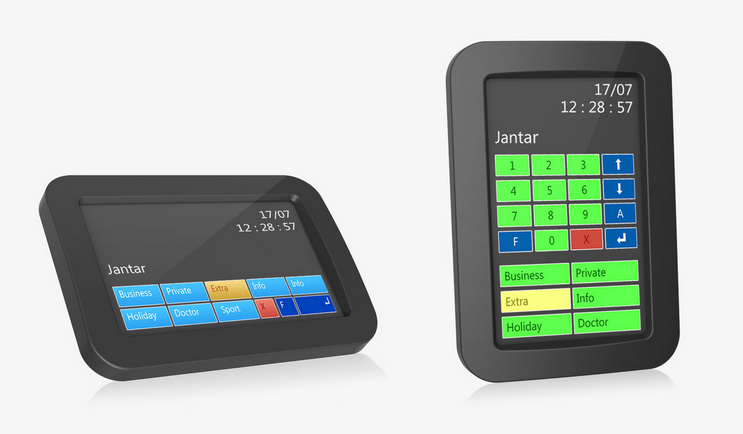 17/07
12 : 28 : 57
Jantar
Business Private Extra Info Info
Holiday Doctor Sport X F ↵
17/07
12 : 28 : 57
Jantar
1 2 3 ↑
4 5 6 ↓
7 8 9 A
F 0 X ↵
Business Private
Extra Info
Holiday Doctor